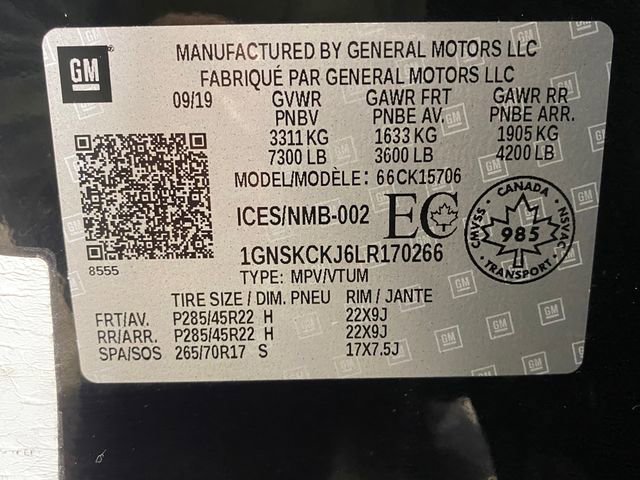 GM
MANUFACTURED BY GENERAL MOTORS LLC
FABRIQUÉ PAR GENERAL MOTORS LLC
09/19 GVWR GAWR FRT GAWR RR
PNBV PNBE AV. PNBE ARR.
3311 KG 1633 KG 1905 KG
7300 LB 3600 LB 4200 LB
MODEL/MODÈLE: 66CK15706
ICES/NMB-002 EC
CANADA
CMVSS 985 NSVAC
TRANSPORT
8555
1GNSKCKJ6LR170266
TYPE: MPV/VTUM
TIRE SIZE / DIM. PNEU RIM / JANTE
FRT/AV. P285/45R22 H 22X9J
RR/ARR. P285/45R22 H 22X9J
SPA/SOS 265/70R17 S 17X7.5J